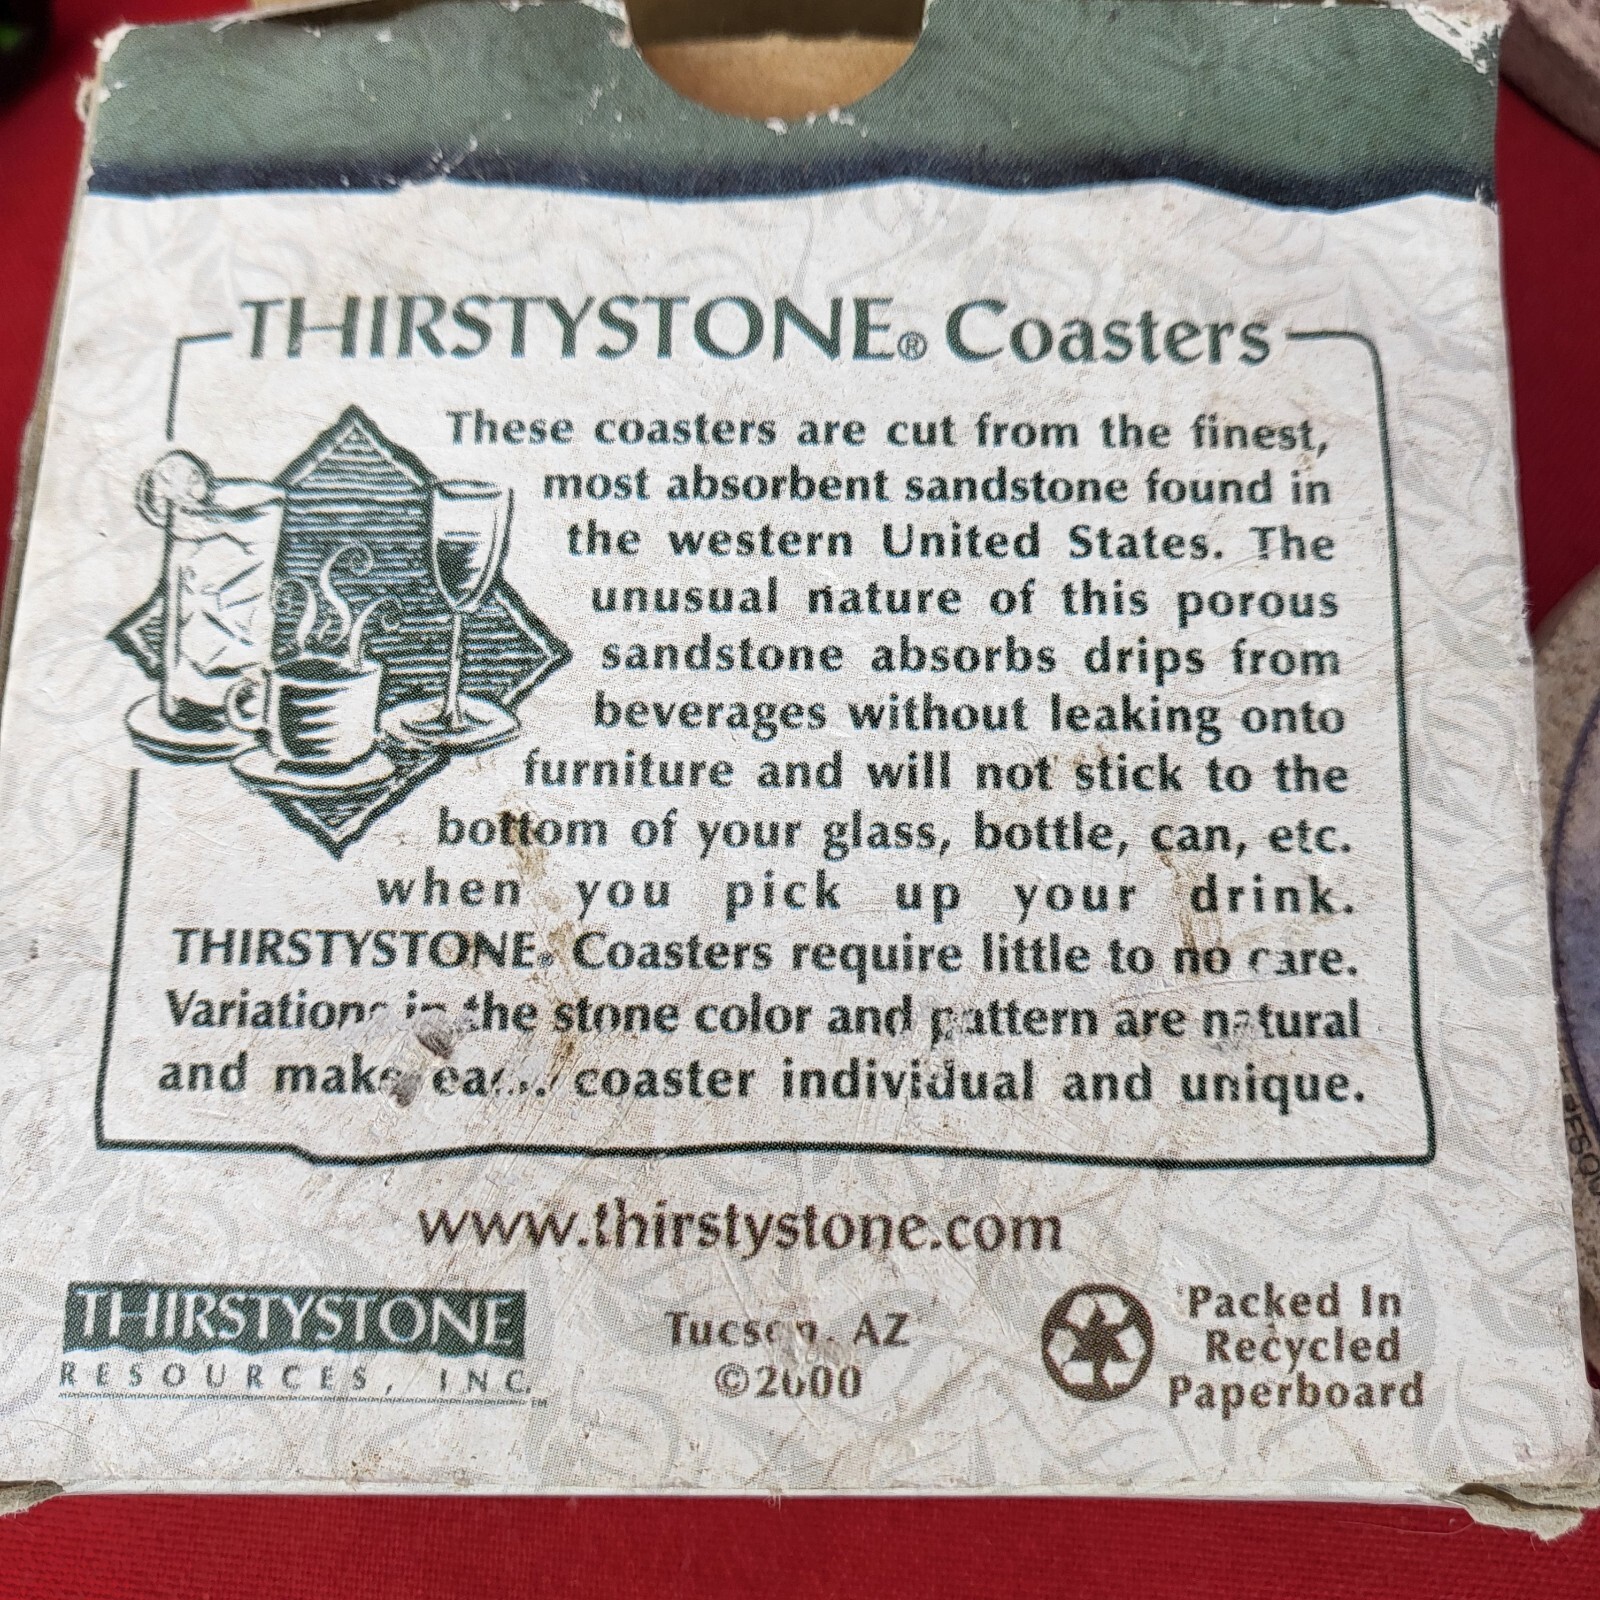 THIRSTYSTONE® Coasters
These coasters are cut from the finest,
most absorbent sandstone found in
the western United States. The
unusual nature of this porous
sandstone absorbs drips from
beverages without leaking onto
furniture and will not stick to the
bottom of your glass, bottle, can, etc.
when you pick up your drink.
THIRSTYSTONE® Coasters require little to no care.
Variations in the stone color and pattern are natural
and make each coaster individual and unique.
www.thirstystone.com
THIRSTYSTONE
RESOURCES, INC.™
Tucson, AZ
©2000
Packed In
Recycled
Paperboard